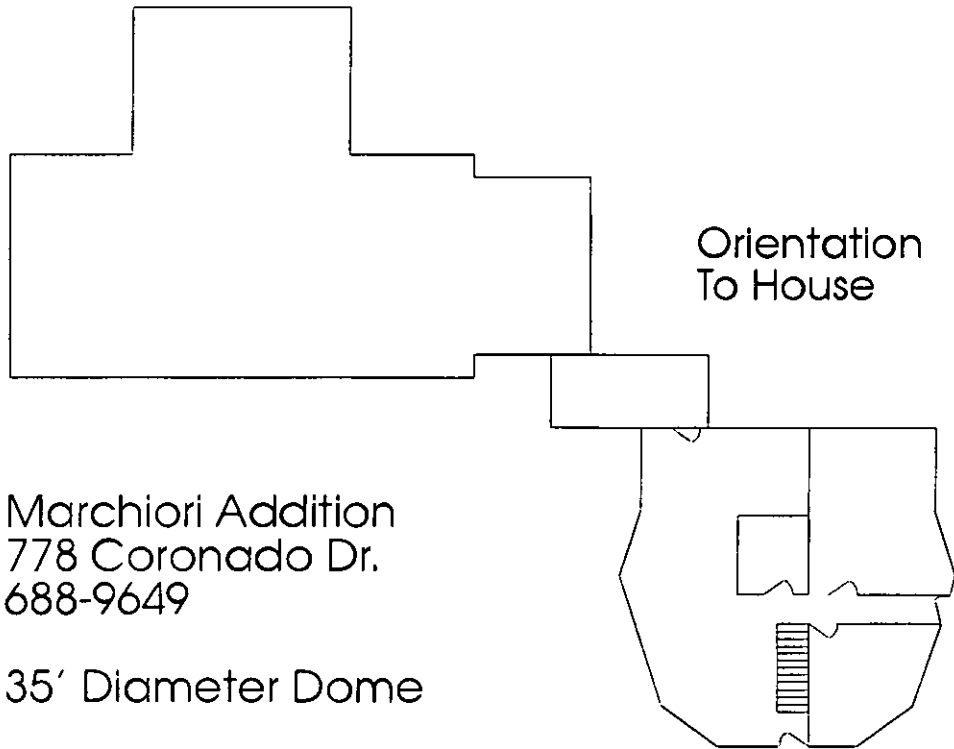 Orientation
To House
Marchiori Addition
778 Coronado Dr.
688-9649
35' Diameter Dome